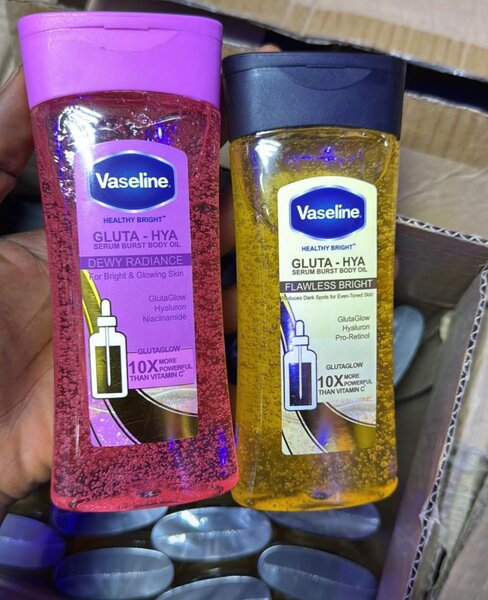 Vaseline
HEALTHY BRIGHT™
GLUTA - HYA
SERUM BURST BODY OIL
DEWY RADIANCE
For Bright & Glowing Skin
GlutaGlow
Hyaluron
Niacinamide
GLUTAGLOW
10X MORE
POWERFUL
THAN VITAMIN C
Vaseline
HEALTHY BRIGHT™
GLUTA - HYA
SERUM BURST BODY OIL
FLAWLESS BRIGHT
Reduces Dark Spots for Even-Toned Skin
GlutaGlow
Hyaluron
Pro-Retinol
GLUTAGLOW
10X MORE
POWERFUL
THAN VITAMIN C